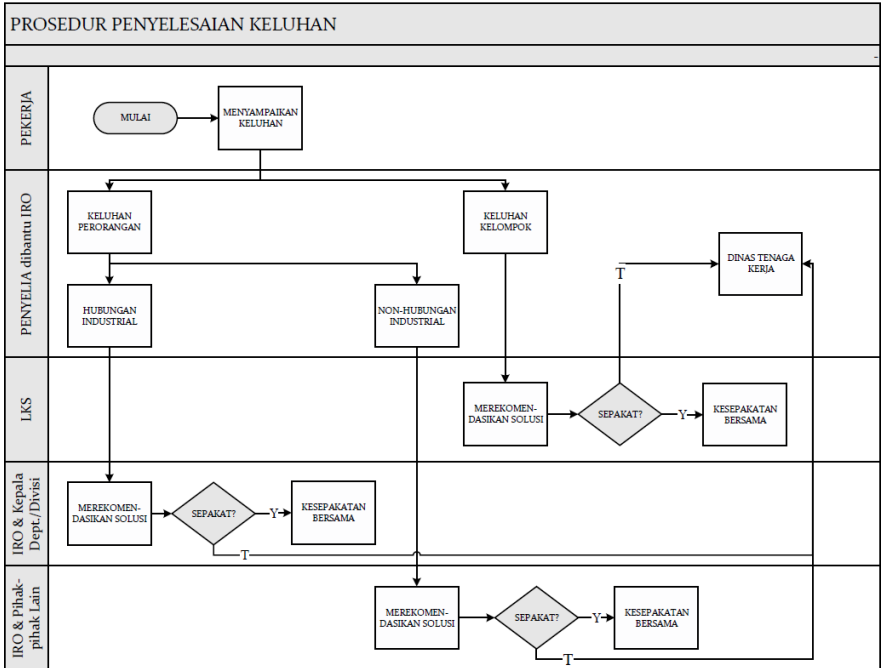 PROSEDUR PENYELESAIAN KELUHAN
-
PEKERJA
MULAI
MENYAMPAIKAN
KELUHAN
PENYELIA dibantu IRO
KELUHAN
PERORANGAN
KELUHAN
KELOMPOK
DINAS TENAGA
KERJA
T
HUBUNGAN
INDUSTRIAL
NON-HUBUNGAN
INDUSTRIAL
LKS
MEREKOMEN-
DASIKAN SOLUSI
SEPAKAT?
Y
KESEPAKATAN
BERSAMA
IRO & Kepala
Dept./Divisi
MEREKOMEN-
DASIKAN SOLUSI
SEPAKAT?
Y
KESEPAKATAN
BERSAMA
T
IRO & Pihak-
pihak Lain
MEREKOMEN-
DASIKAN SOLUSI
SEPAKAT?
Y
KESEPAKATAN
BERSAMA
T